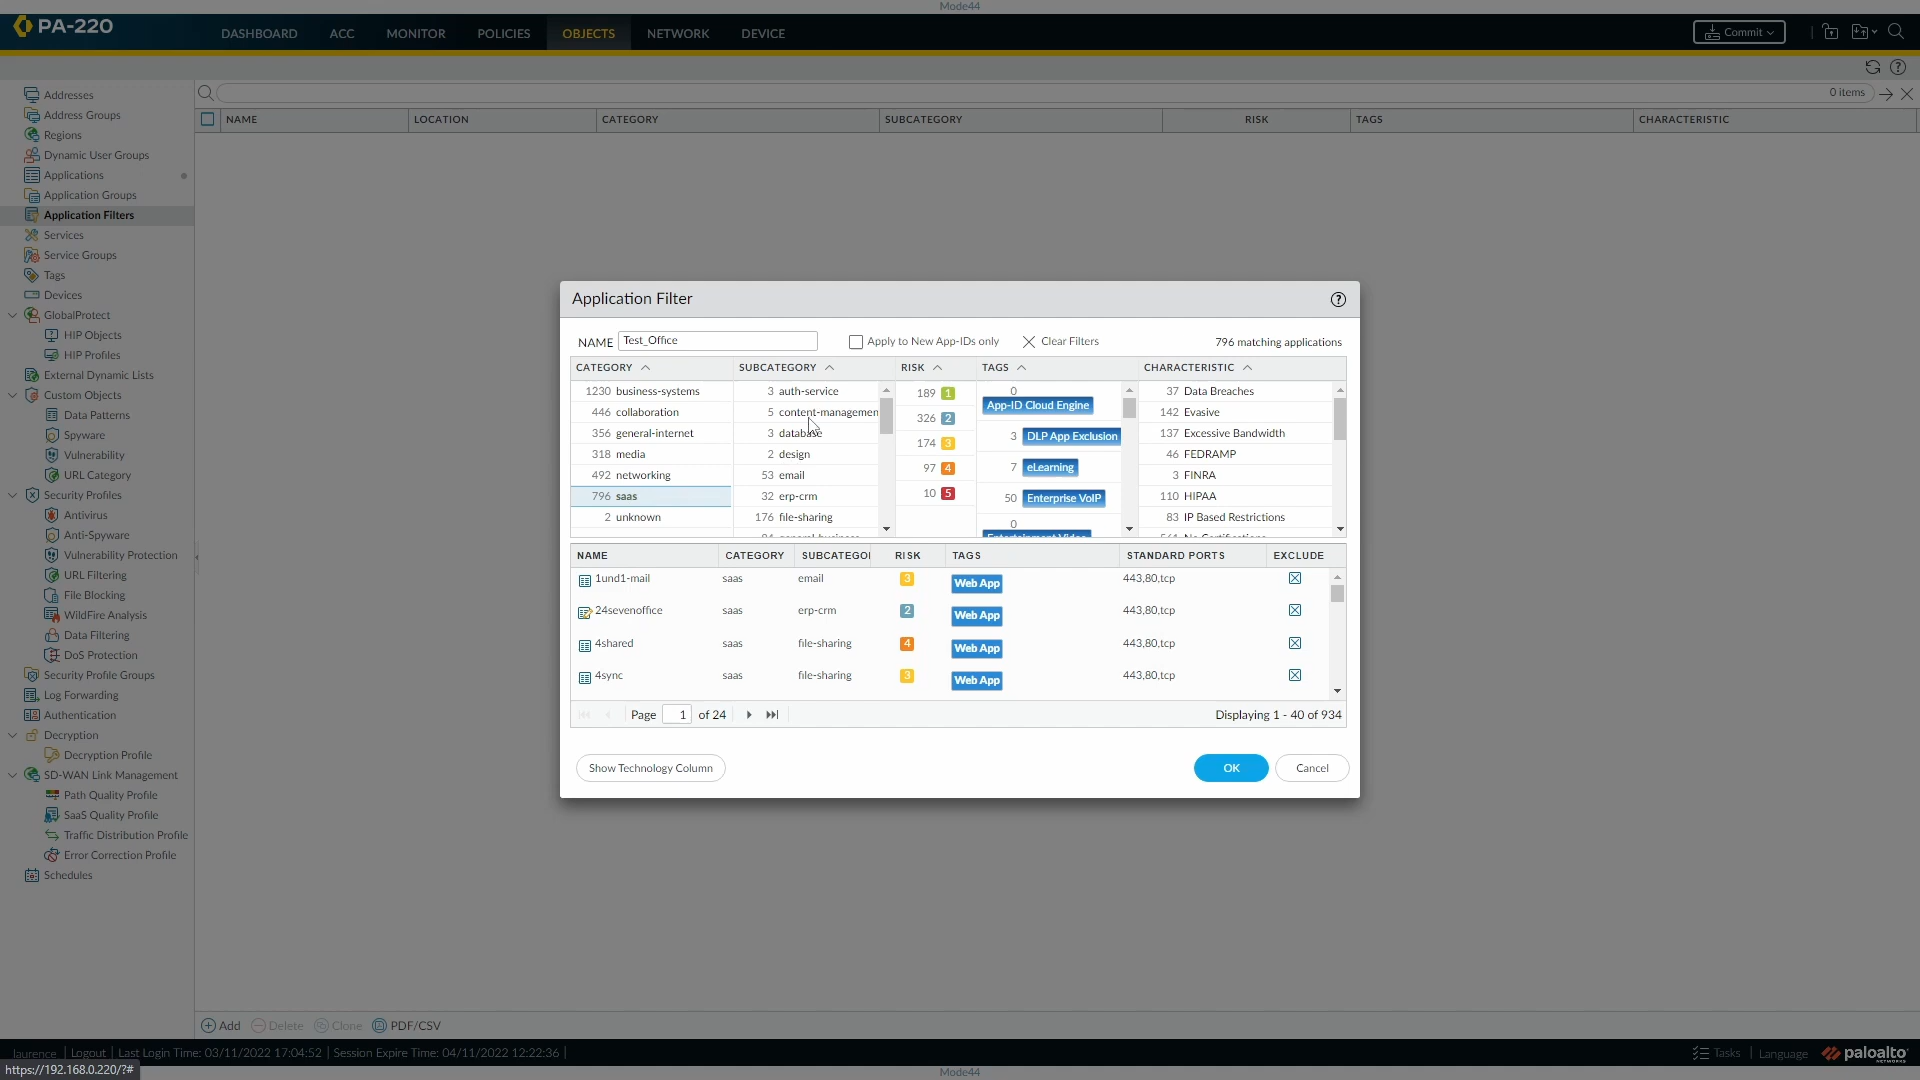 Mode44
PA-220
DASHBOARD ACC MONITOR POLICIES OBJECTS NETWORK DEVICE
Commit
0 items
NAME LOCATION CATEGORY SUBCATEGORY RISK TAGS CHARACTERISTIC
Addresses
Address Groups
Regions
Dynamic User Groups
Applications
Application Groups
Application Filters
Services
Service Groups
Tags
Devices
GlobalProtect
HIP Objects
HIP Profiles
External Dynamic Lists
Custom Objects
Data Patterns
Spyware
Vulnerability
URL Category
Security Profiles
Antivirus
Anti-Spyware
Vulnerability Protection
URL Filtering
File Blocking
WildFire Analysis
Data Filtering
DoS Protection
Security Profile Groups
Log Forwarding
Authentication
Decryption
Decryption Profile
SD-WAN Link Management
Path Quality Profile
SaaS Quality Profile
Traffic Distribution Profile
Error Correction Profile
Schedules
Application Filter
NAME Test_Office Apply to New App-IDs only Clear Filters 796 matching applications
CATEGORY SUBCATEGORY RISK TAGS CHARACTERISTIC
1230 business-systems
446 collaboration
356 general-internet
318 media
492 networking
796 saas
2 unknown
3 auth-service
5 content-managemen
3 database
2 design
53 email
32 erp-crm
176 file-sharing
189 1
326 2
174 3
97 4
10 5
0
App-ID Cloud Engine
3 DLP App Exclusion
7 eLearning
50 Enterprise VoIP
0
Entertainment Video
37 Data Breaches
142 Evasive
137 Excessive Bandwidth
46 FEDRAMP
3 FINRA
110 HIPAA
83 IP Based Restrictions
NAME CATEGORY SUBCATEGO RISK TAGS STANDARD PORTS EXCLUDE
1und1-mail saas email 3 Web App 443,80,tcp
24sevenoffice saas erp-crm 2 Web App 443,80,tcp
4shared saas file-sharing 4 Web App 443,80,tcp
4sync saas file-sharing 3 Web App 443,80,tcp
Page 1 of 24 Displaying 1 - 40 of 934
Show Technology Column OK Cancel
Add Delete Clone PDF/CSV
laurence | Logout | Last Login Time: 03/11/2022 17:04:52 | Session Expire Time: 04/11/2022 12:22:36 |
Tasks | Language paloalto NETWORKS
https://192.168.0.220/?#
Mode44